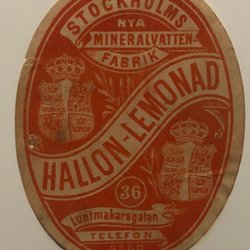 STOCKHOLMS
NYA
MINERALVATTEN-
FABRIK
HALLON-LEMONAD
36
Luntmakaregatan
TELEFON